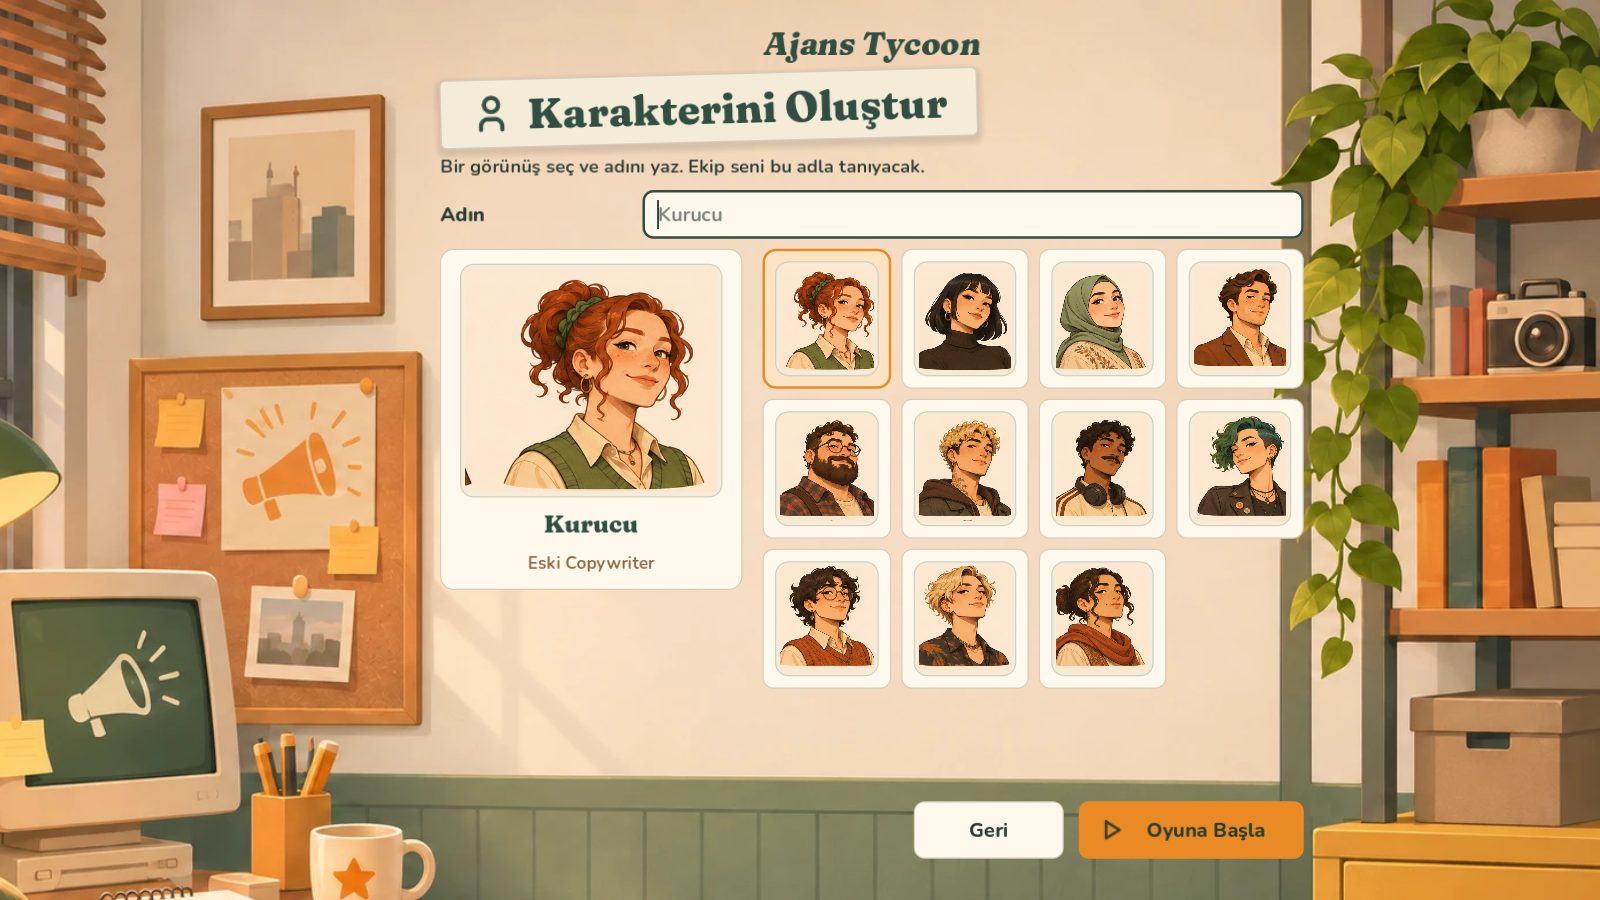 Ajans Tycoon
Karakterini Oluştur
Bir görünüş seç ve adını yaz. Ekip seni bu adla tanıyacak.
Adın
Kurucu
Kurucu
Eski Copywriter
Geri
Oyuna Başla